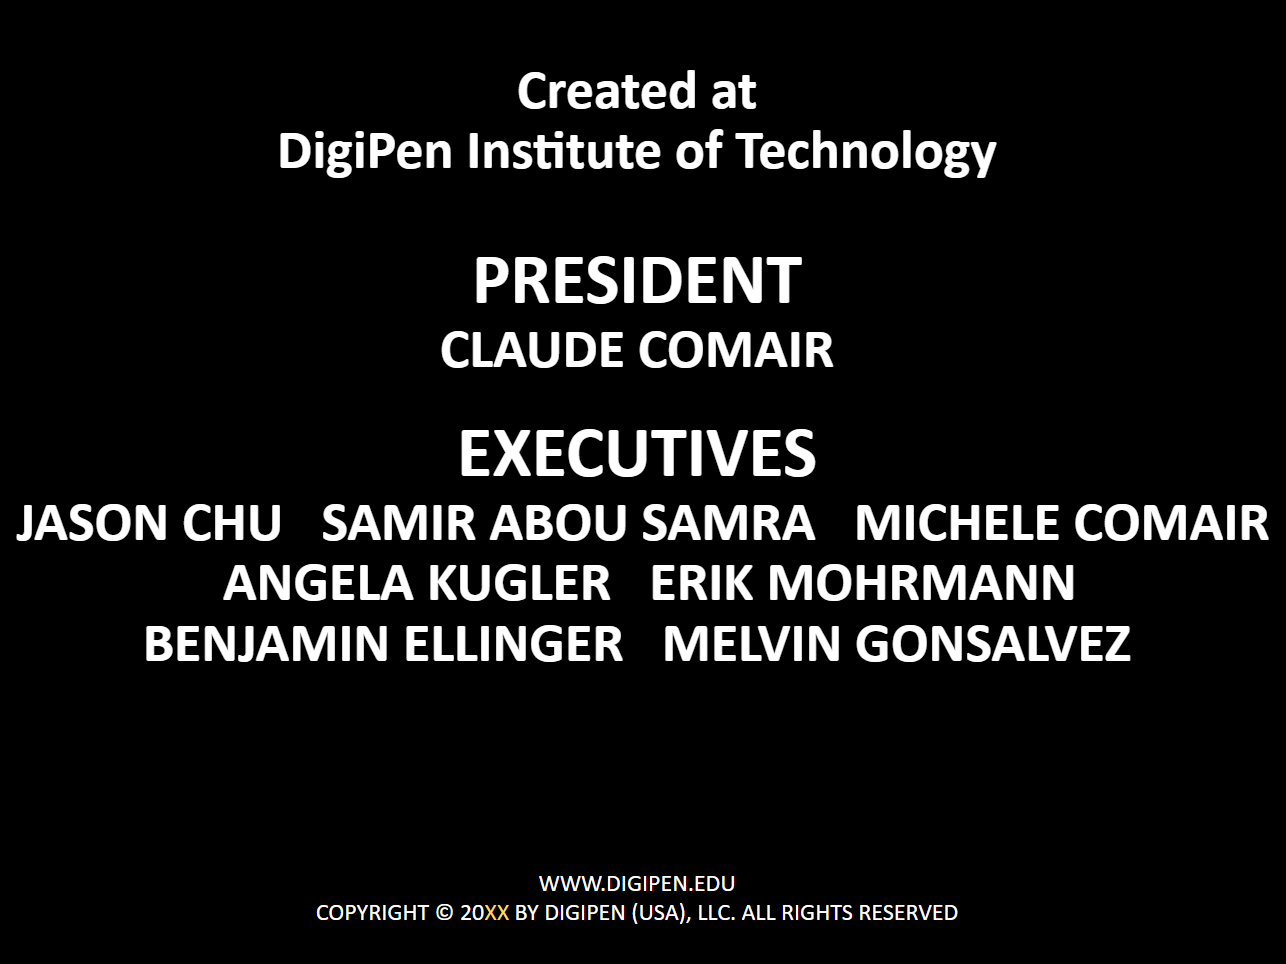 Created at
DigiPen Institute of Technology
PRESIDENT
CLAUDE COMAIR
EXECUTIVES
JASON CHU   SAMIR ABOU SAMRA   MICHELE COMAIR
ANGELA KUGLER   ERIK MOHRMANN
BENJAMIN ELLINGER   MELVIN GONSALVEZ
WWW.DIGIPEN.EDU
COPYRIGHT © 20XX BY DIGIPEN (USA), LLC. ALL RIGHTS RESERVED